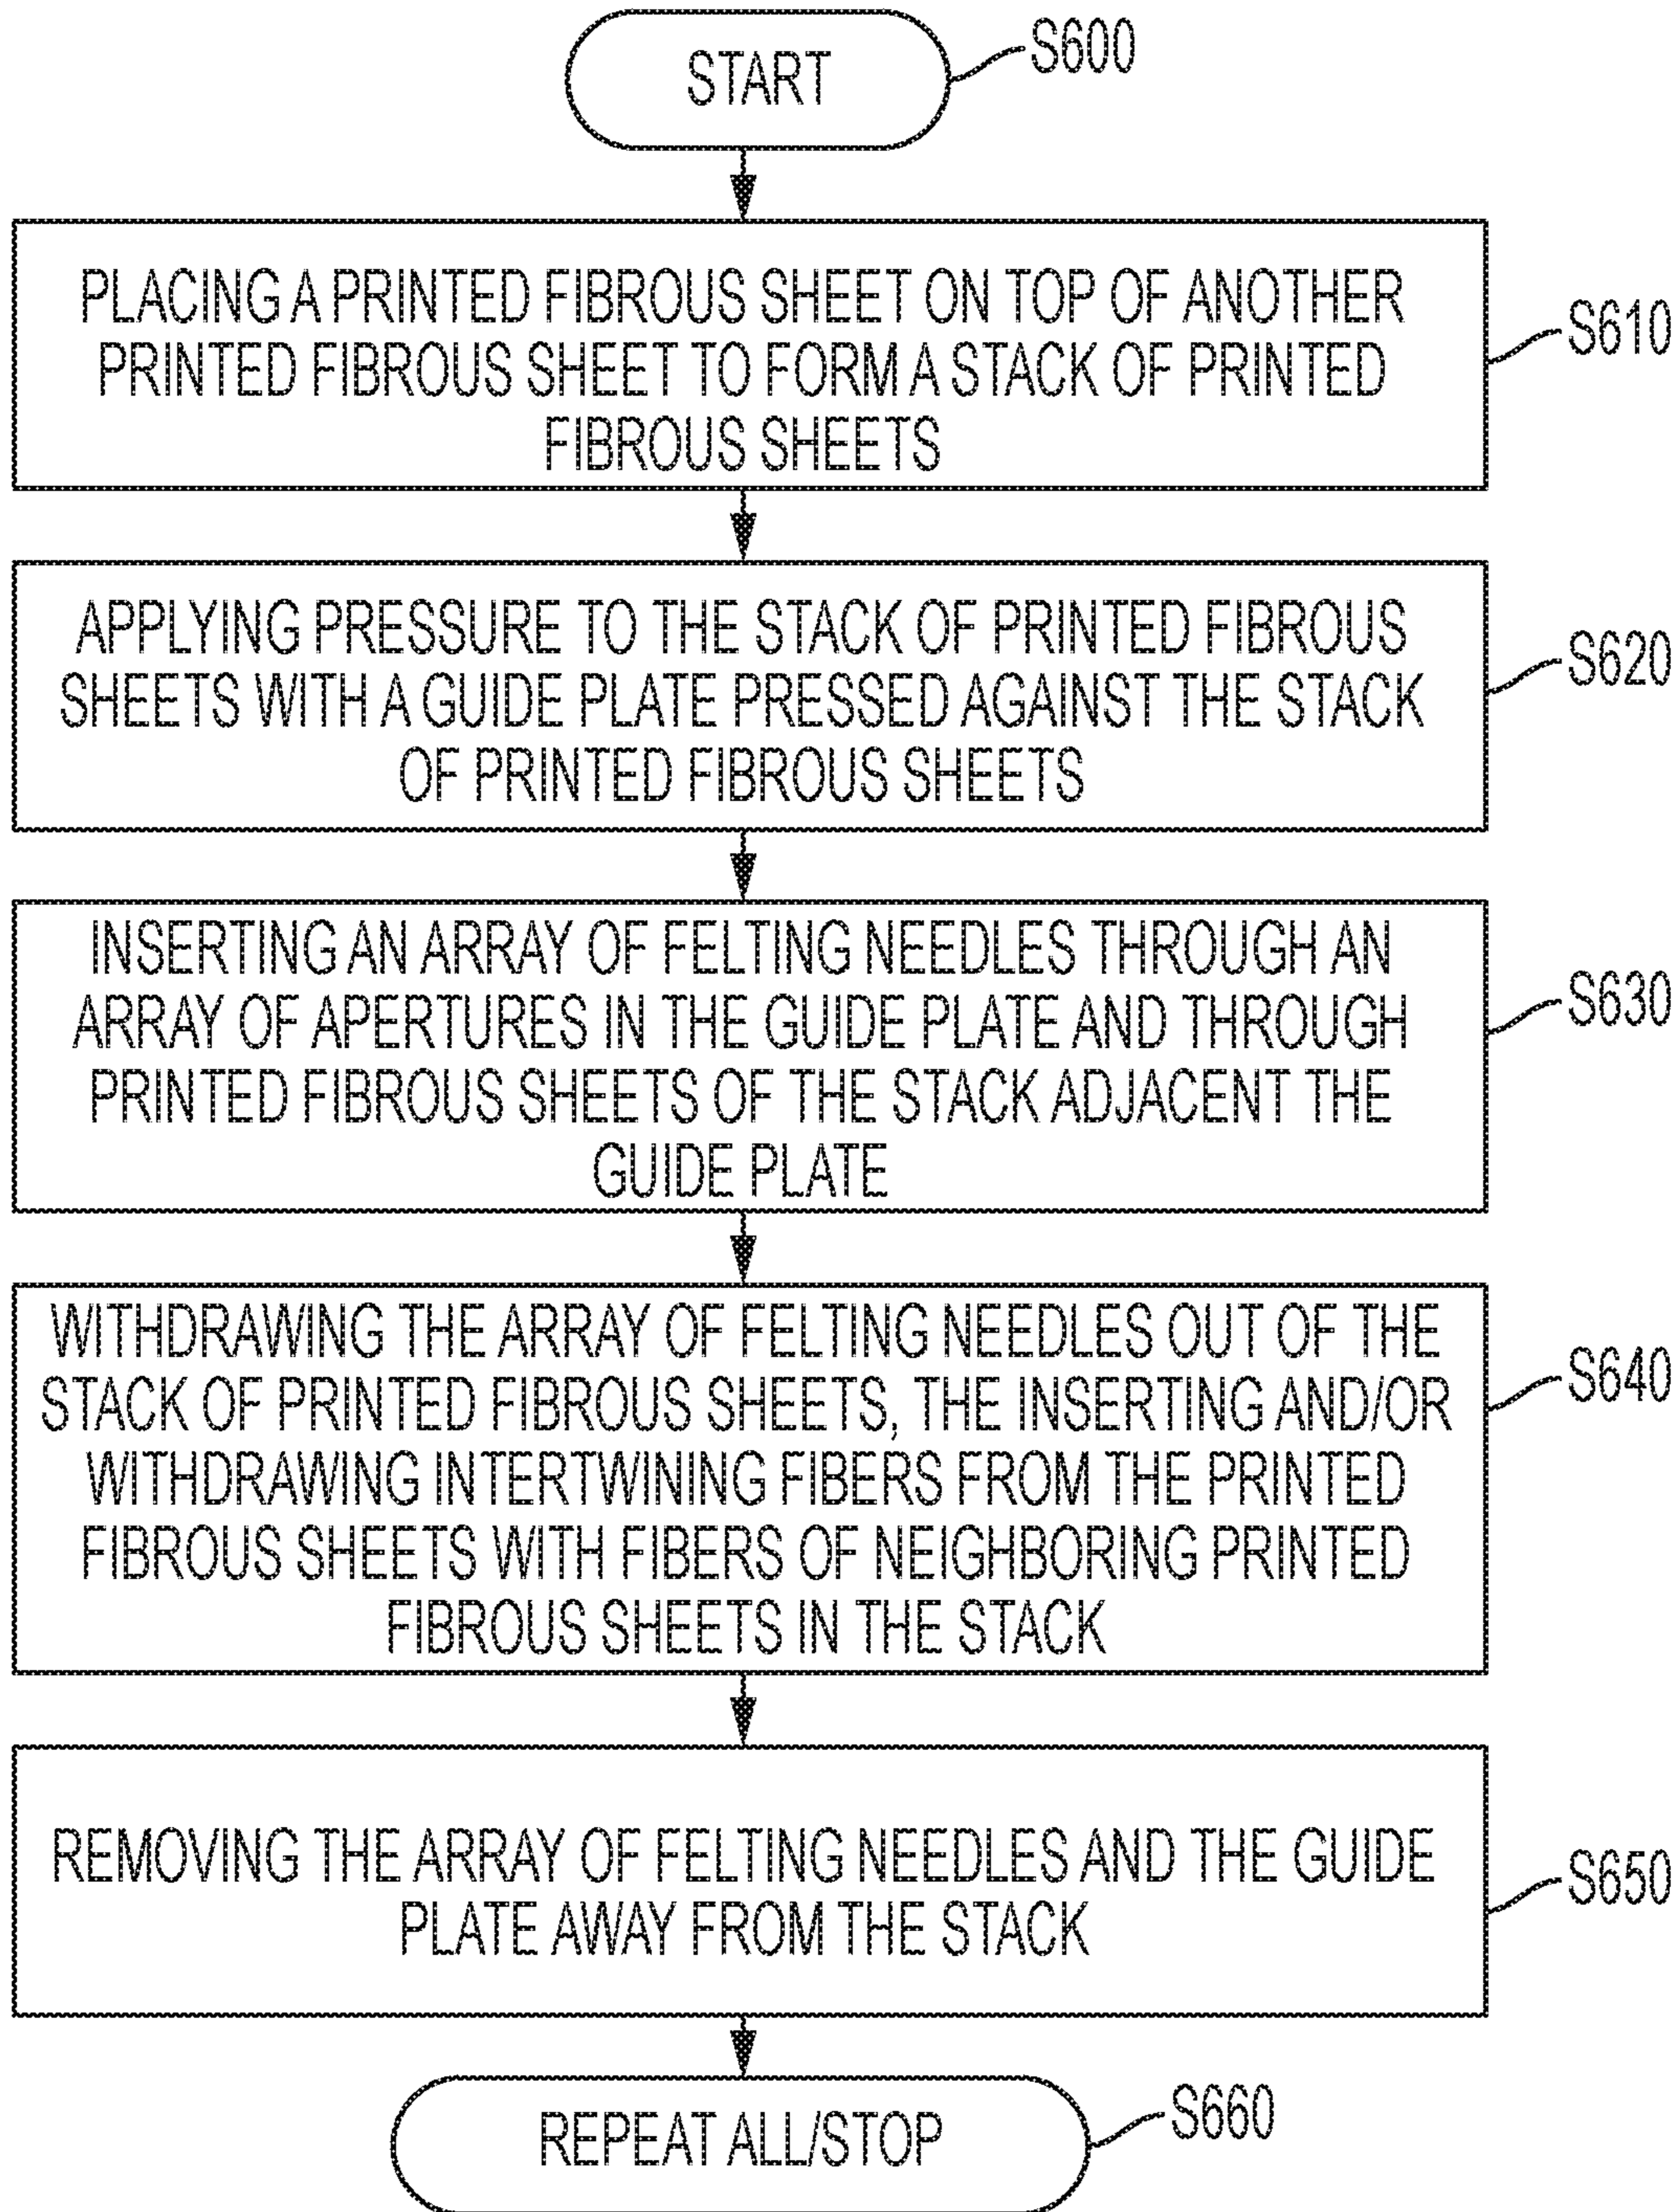 START
S600
PLACING A PRINTED FIBROUS SHEET ON TOP OF ANOTHER
PRINTED FIBROUS SHEET TO FORM A STACK OF PRINTED
FIBROUS SHEETS
S610
APPLYING PRESSURE TO THE STACK OF PRINTED FIBROUS
SHEETS WITH A GUIDE PLATE PRESSED AGAINST THE STACK
OF PRINTED FIBROUS SHEETS
S620
INSERTING AN ARRAY OF FELTING NEEDLES THROUGH AN
ARRAY OF APERTURES IN THE GUIDE PLATE AND THROUGH
PRINTED FIBROUS SHEETS OF THE STACK ADJACENT THE
GUIDE PLATE
S630
WITHDRAWING THE ARRAY OF FELTING NEEDLES OUT OF THE
STACK OF PRINTED FIBROUS SHEETS, THE INSERTING AND/OR
WITHDRAWING INTERTWINING FIBERS FROM THE PRINTED
FIBROUS SHEETS WITH FIBERS OF NEIGHBORING PRINTED
FIBROUS SHEETS IN THE STACK
S640
REMOVING THE ARRAY OF FELTING NEEDLES AND THE GUIDE
PLATE AWAY FROM THE STACK
S650
REPEAT ALL/STOP
S660